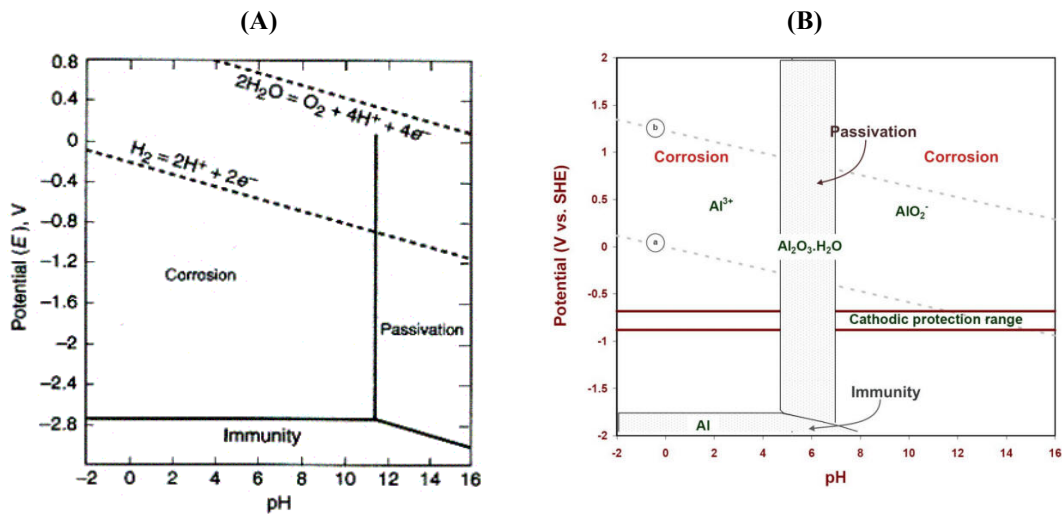 (A)
0.8
0.4
0
−0.4
−0.8
−1.2
−1.6
−2
−2.4
−2.8
Potential (E), V
2H₂O = O₂ + 4H⁺ + 4e⁻
H₂ = 2H⁺ + 2e⁻
Corrosion
Passivation
Immunity
−2 0 2 4 6 8 10 12 14 16
pH
(B)
2
1.5
1
0.5
0
-0.5
-1
-1.5
-2
Potential (V vs. SHE)
b
Passivation
Corrosion
Corrosion
Al³⁺
AlO₂⁻
a
Al₂O₃.H₂O
Cathodic protection range
Immunity
Al
-2 0 2 4 6 8 10 12 14 16
pH